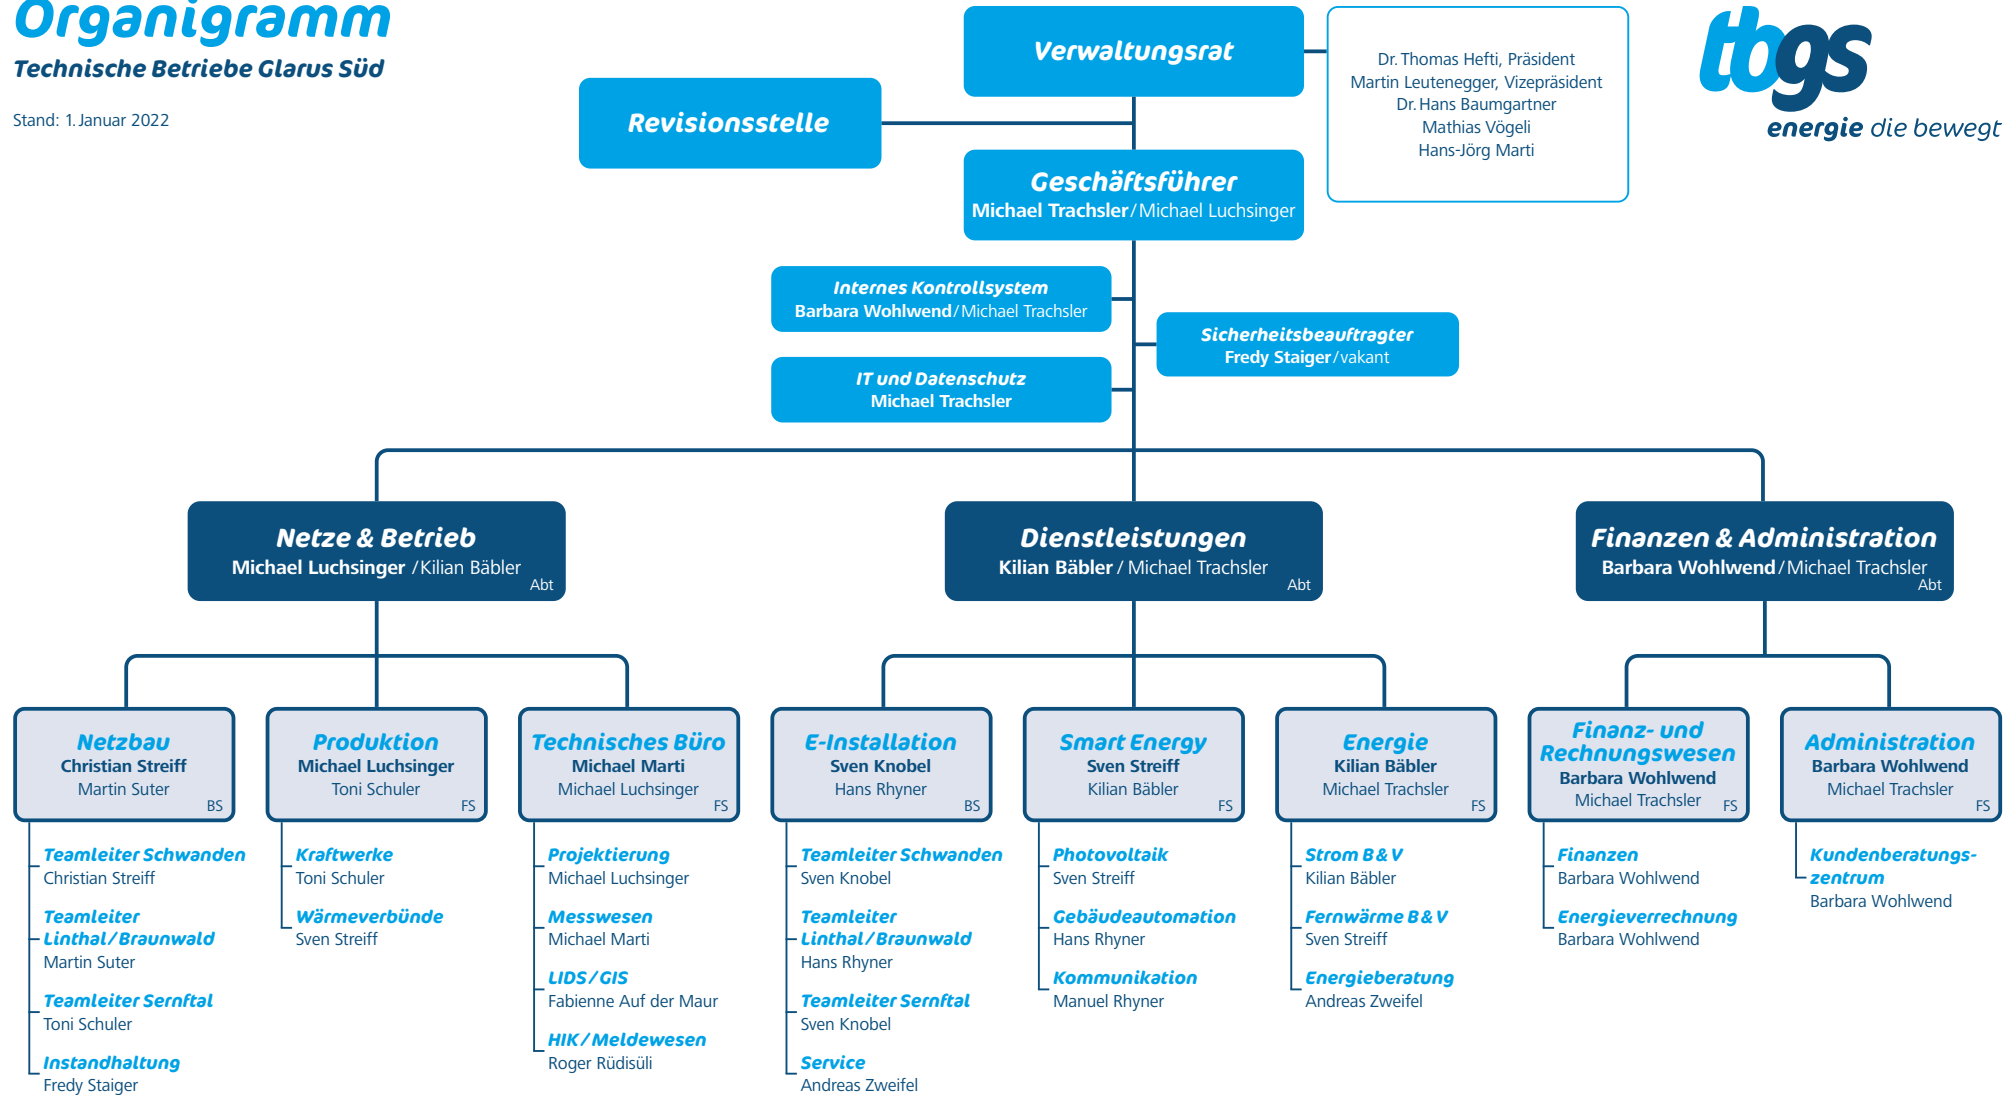 Organigramm
Technische Betriebe Glarus Süd
Stand: 1. Januar 2022
Verwaltungsrat
Dr. Thomas Hefti, Präsident
Martin Leutenegger, Vizepräsident
Dr. Hans Baumgartner
Mathias Vögeli
Hans-Jörg Marti
tbgs
energie die bewegt
Revisionsstelle
Geschäftsführer
Michael Trachsler/Michael Luchsinger
Internes Kontrollsystem
Barbara Wohlwend/Michael Trachsler
Sicherheitsbeauftragter
Fredy Staiger/vakant
IT und Datenschutz
Michael Trachsler
Netze & Betrieb
Michael Luchsinger /Kilian Bäbler
Abt
Dienstleistungen
Kilian Bäbler / Michael Trachsler
Abt
Finanzen & Administration
Barbara Wohlwend/Michael Trachsler
Abt
Netzbau
Christian Streiff
Martin Suter
BS
Teamleiter Schwanden
Christian Streiff
Teamleiter
Linthal/Braunwald
Martin Suter
Teamleiter Sernftal
Toni Schuler
Instandhaltung
Fredy Staiger
Produktion
Michael Luchsinger
Toni Schuler
FS
Kraftwerke
Toni Schuler
Wärmeverbünde
Sven Streiff
Technisches Büro
Michael Marti
Michael Luchsinger
FS
Projektierung
Michael Luchsinger
Messwesen
Michael Marti
LIDS/GIS
Fabienne Auf der Maur
HIK/Meldewesen
Roger Rüdisüli
E-Installation
Sven Knobel
Hans Rhyner
BS
Teamleiter Schwanden
Sven Knobel
Teamleiter
Linthal/Braunwald
Hans Rhyner
Teamleiter Sernftal
Sven Knobel
Service
Andreas Zweifel
Smart Energy
Sven Streiff
Kilian Bäbler
FS
Photovoltaik
Sven Streiff
Gebäudeautomation
Hans Rhyner
Kommunikation
Manuel Rhyner
Energie
Kilian Bäbler
Michael Trachsler
FS
Strom B&V
Kilian Bäbler
Fernwärme B&V
Sven Streiff
Energieberatung
Andreas Zweifel
Finanz- und
Rechnungswesen
Barbara Wohlwend
Michael Trachsler
FS
Finanzen
Barbara Wohlwend
Energieverrechnung
Barbara Wohlwend
Administration
Barbara Wohlwend
Michael Trachsler
FS
Kundenberatungs-
zentrum
Barbara Wohlwend